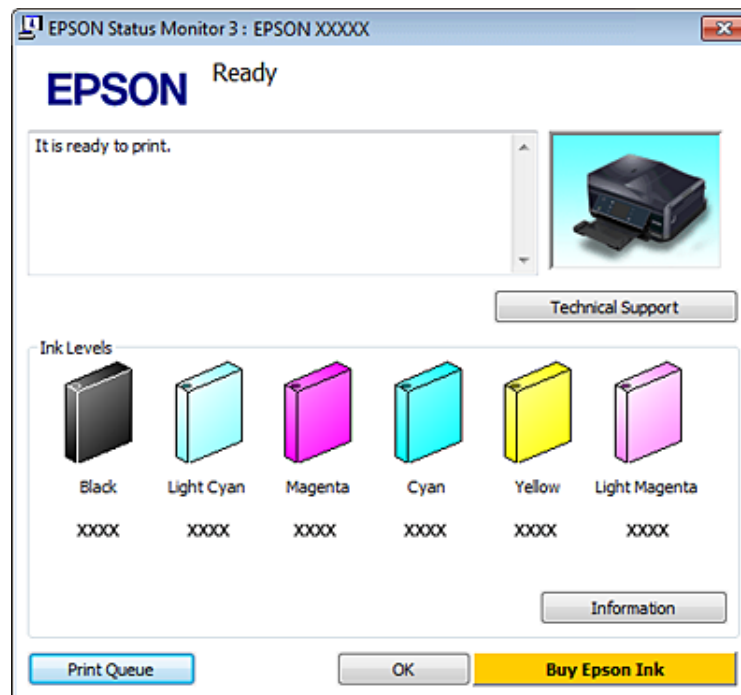 EPSON Status Monitor 3 : EPSON XXXXX
EPSON
Ready
It is ready to print.
Technical Support
Ink Levels
Black Light Cyan Magenta Cyan Yellow Light Magenta
XXXX XXXX XXXX XXXX XXXX XXXX
Information
Print Queue OK Buy Epson Ink